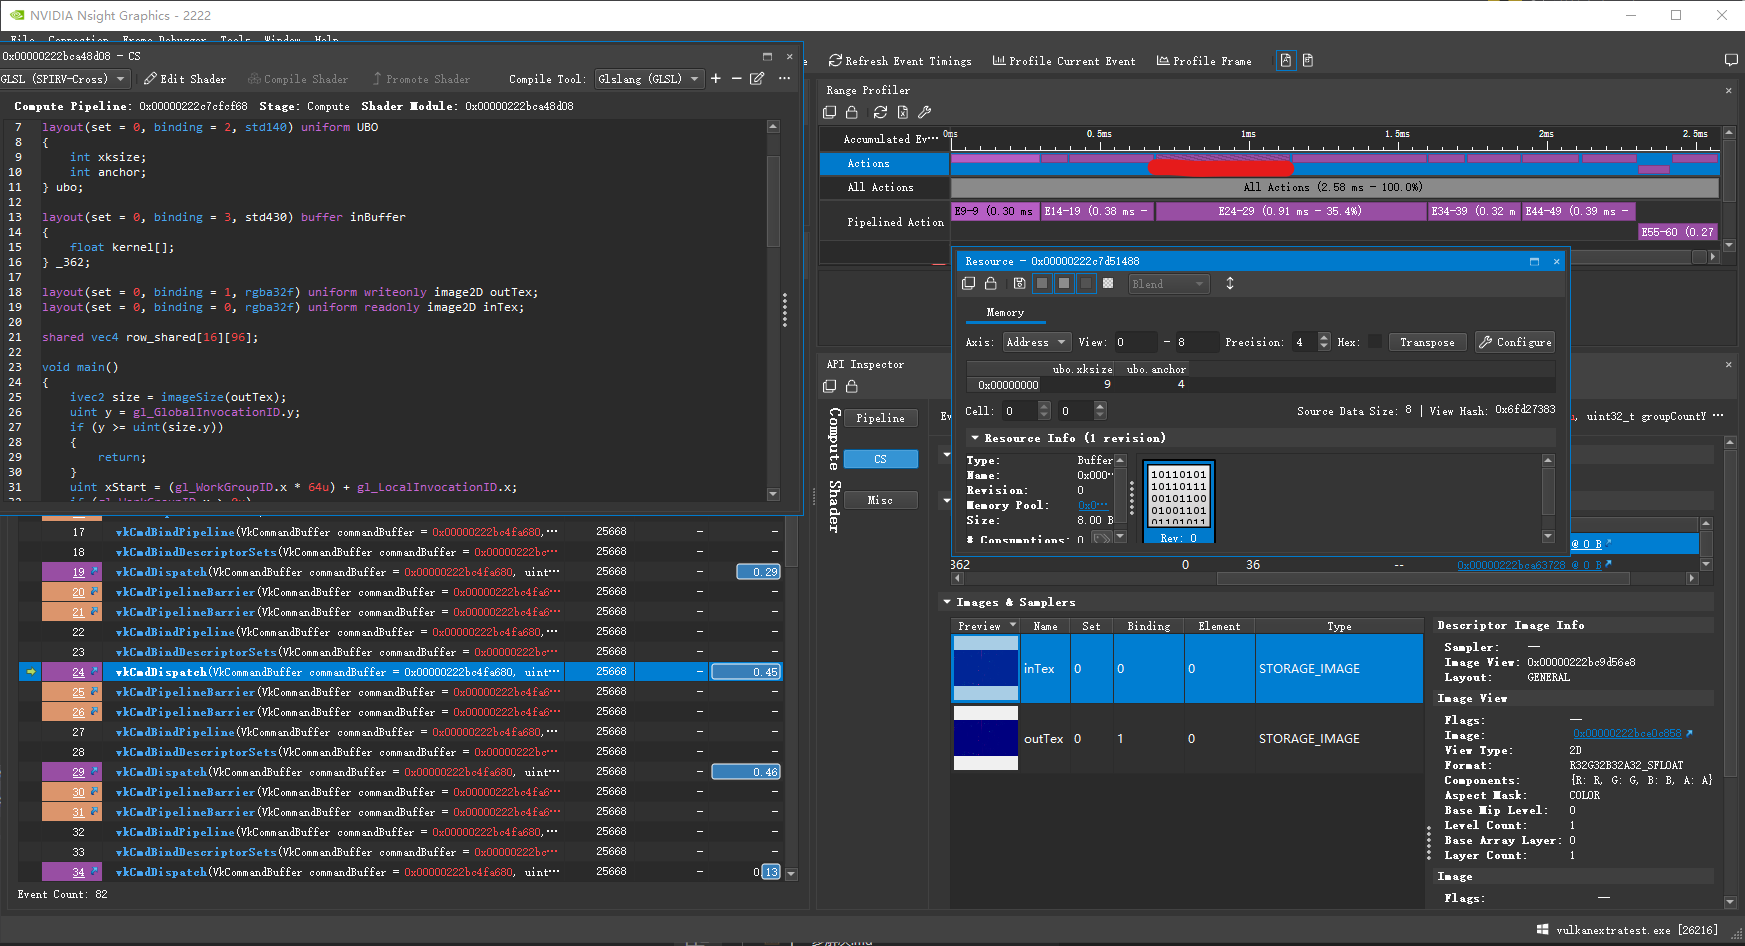 NVIDIA Nsight Graphics - 2222
File Connection Frame Debugger Tools Window Help
0x00000222bca48d08 - CS
GLSL (SPIRV-Cross) Edit Shader Compile Shader Promote Shader Compile Tool: Glslang (GLSL)
Compute Pipeline: 0x00000222c7cfcf68 Stage: Compute Shader Module: 0x00000222bca48d08
7 layout(set = 0, binding = 2, std140) uniform UBO
8 {
9 int xksize;
10 int anchor;
11 } ubo;
12
13 layout(set = 0, binding = 3, std430) buffer inBuffer
14 {
15 float kernel[];
16 } _362;
17
18 layout(set = 0, binding = 1, rgba32f) uniform writeonly image2D outTex;
19 layout(set = 0, binding = 0, rgba32f) uniform readonly image2D inTex;
20
21 shared vec4 row_shared[16][96];
22
23 void main()
24 {
25 ivec2 size = imageSize(outTex);
26 uint y = gl_GlobalInvocationID.y;
27 if (y >= uint(size.y))
28 {
29 return;
30 }
31 uint xStart = (gl_WorkGroupID.x * 64u) + gl_LocalInvocationID.x;
17 vkCmdBindPipeline(VkCommandBuffer commandBuffer = 0x00000222bc4fa680,⋯ 25668 - -
18 vkCmdBindDescriptorSets(VkCommandBuffer commandBuffer = 0x00000222bc⋯ 25668 - -
19 vkCmdDispatch(VkCommandBuffer commandBuffer = 0x00000222bc4fa680, uint⋯ 25668 - 0.29
20 vkCmdPipelineBarrier(VkCommandBuffer commandBuffer = 0x00000222bc4fa6⋯ 25668 - -
21 vkCmdPipelineBarrier(VkCommandBuffer commandBuffer = 0x00000222bc4fa6⋯ 25668 - -
22 vkCmdBindPipeline(VkCommandBuffer commandBuffer = 0x00000222bc4fa680,⋯ 25668 - -
23 vkCmdBindDescriptorSets(VkCommandBuffer commandBuffer = 0x00000222bc⋯ 25668 - -
24 vkCmdDispatch(VkCommandBuffer commandBuffer = 0x00000222bc4fa680, uint⋯ 25668 - 0.45
25 vkCmdPipelineBarrier(VkCommandBuffer commandBuffer = 0x00000222bc4fa6⋯ 25668 - -
26 vkCmdPipelineBarrier(VkCommandBuffer commandBuffer = 0x00000222bc4fa6⋯ 25668 - -
27 vkCmdBindPipeline(VkCommandBuffer commandBuffer = 0x00000222bc4fa680,⋯ 25668 - -
28 vkCmdBindDescriptorSets(VkCommandBuffer commandBuffer = 0x00000222bc⋯ 25668 - -
29 vkCmdDispatch(VkCommandBuffer commandBuffer = 0x00000222bc4fa680, uint⋯ 25668 - 0.46
30 vkCmdPipelineBarrier(VkCommandBuffer commandBuffer = 0x00000222bc4fa6⋯ 25668 - -
31 vkCmdPipelineBarrier(VkCommandBuffer commandBuffer = 0x00000222bc4fa6⋯ 25668 - -
32 vkCmdBindPipeline(VkCommandBuffer commandBuffer = 0x00000222bc4fa680,⋯ 25668 - -
33 vkCmdBindDescriptorSets(VkCommandBuffer commandBuffer = 0x00000222bc⋯ 25668 - -
34 vkCmdDispatch(VkCommandBuffer commandBuffer = 0x00000222bc4fa680, uint⋯ 25668 - 0 13
Event Count: 82
Refresh Event Timings Profile Current Event Profile Frame
Range Profiler
Accumulated Ev⋯ 0ms 0.5ms 1ms 1.5ms 2ms 2.5ms
Actions
All Actions All Actions (2.58 ms - 100.0%)
Pipelined Action E9-9 (0.30 ms E14-19 (0.38 ms - E24-29 (0.91 ms - 35.4%) E34-39 (0.32 m E44-49 (0.39 ms -
E55-60 (0.27
Resource - 0x00000222c7d51488
Blend
Memory
Axis: Address View: 0 - 8 Precision: 4 Hex: Transpose Configure
ubo.xksize ubo.anchor
0x00000000 9 4
Cell: 0 0 Source Data Size: 8 | View Hash: 0x6fd27383
Resource Info (1 revision)
Type: Buffer
Name: 0x000⋯
Revision: 0
Memory Pool: 0x0⋯
Size: 8.00 B
# Consumptions: 0
10110101
10110111
00101100
01001101
01101011
Rev: 0
API Inspector
Compute Shader
Pipeline
CS
Misc
Ev
, uint32_t groupCountY ⋯
@ 0 B
362 0 36 -- 0x00000222bca63728 @ 0 B
Images & Samplers
Preview Name Set Binding Element Type
inTex 0 0 0 STORAGE_IMAGE
outTex 0 1 0 STORAGE_IMAGE
Descriptor Image Info
Sampler: —
Image View: 0x00000222bc9d56e8
Layout: GENERAL
Image View
Flags: —
Image: 0x00000222bca0c858
View Type: 2D
Format: R32G32B32A32_SFLOAT
Components: {R: R, G: G, B: B, A: A}
Aspect Mask: COLOR
Base Mip Level: 0
Level Count: 1
Base Array Layer: 0
Layer Count: 1
Image
Flags: —
vulkanextratest.exe [26216]